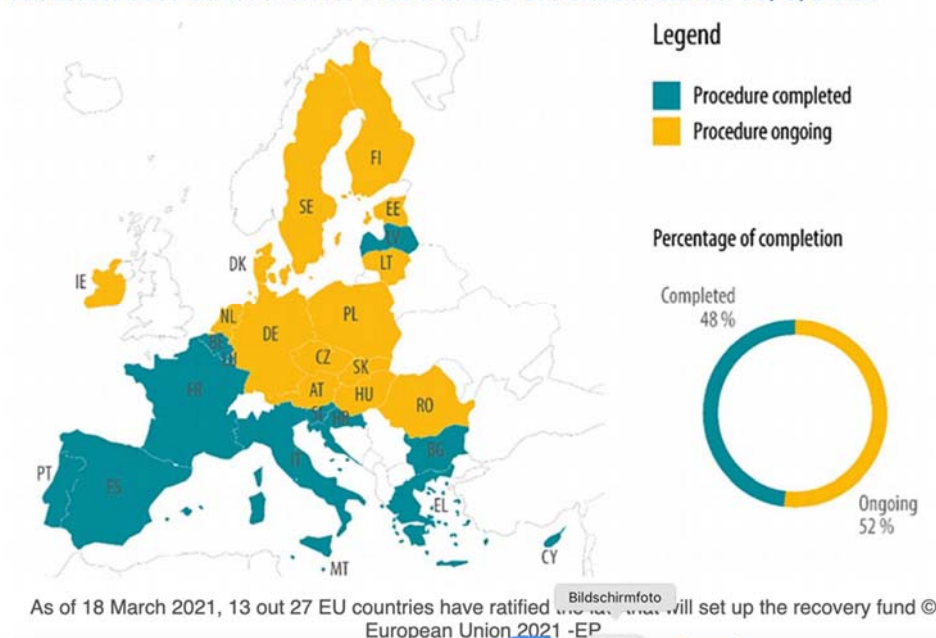 Legend
Procedure completed
Procedure ongoing
FI
SE
EE
LV
DK
LT
IE
NL
PL
DE
BE
CZ
SK
AT
HU
FR
RO
HR
BG
IT
PT
ES
EL
CY
MT
Percentage of completion
Completed
48 %
Ongoing
52 %
Bildschirmfoto
As of 18 March 2021, 13 out 27 EU countries have ratified will set up the recovery fund ©
European Union 2021 -EP